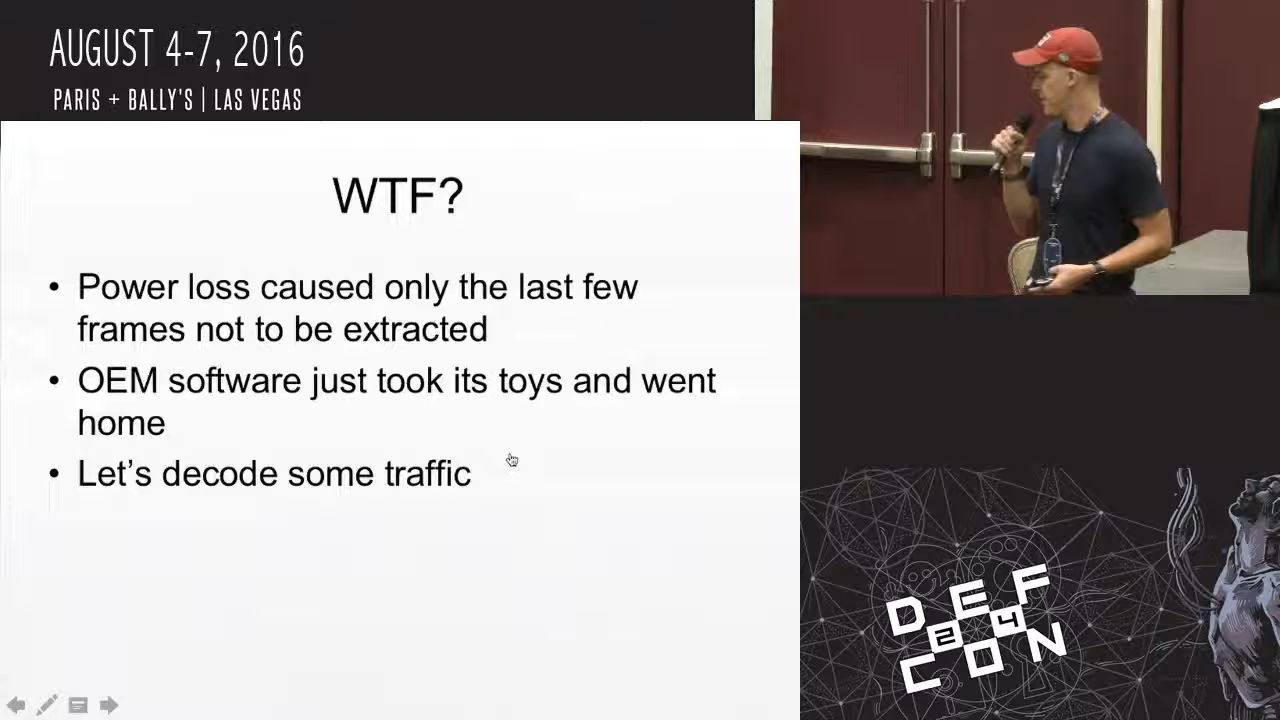 AUGUST 4-7, 2016
PARIS + BALLY'S | LAS VEGAS
WTF?
• Power loss caused only the last few
frames not to be extracted
• OEM software just took its toys and went
home
• Let's decode some traffic
DEF
24
CON